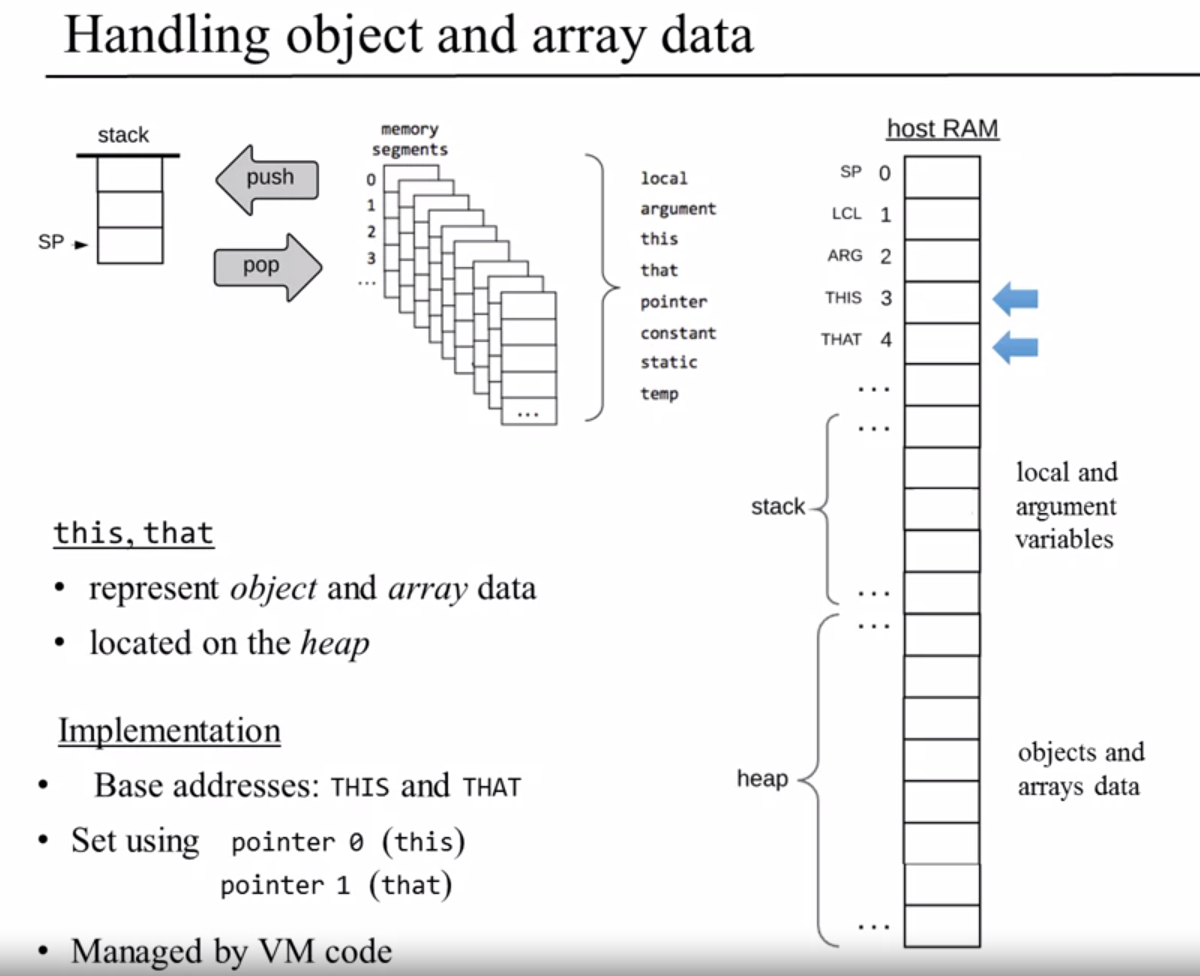 Handling object and array data
stack
SP
push
pop
memory
segments
0
1
2
3
...
...
local
argument
this
that
pointer
constant
static
temp
host RAM
SP 0
LCL 1
ARG 2
THIS 3
THAT 4
...
...
stack
local and
argument
variables
...
...
heap
objects and
arrays data
...
this, that
• represent object and array data
• located on the heap
Implementation
• Base addresses: THIS and THAT
• Set using pointer 0 (this)
pointer 1 (that)
• Managed by VM code